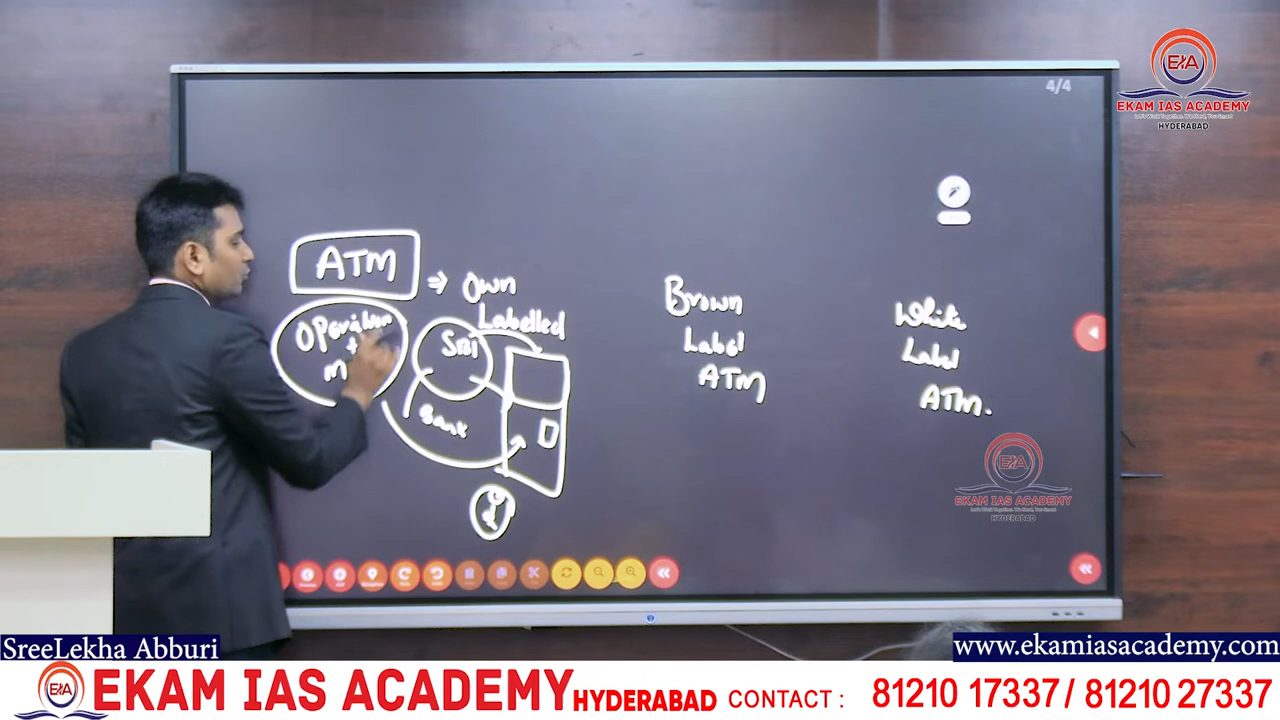 4/4
EKAM IAS ACADEMY
HYDERABAD
ATM
⇒ Own
Labelled
Operation
+
M
SBI
Bank
Brown
Label
ATM
White
Label
ATM.
EKAM IAS ACADEMY
HYDERABAD
SreeLekha Abburi
www.ekamiasacademy.com
EKAM IAS ACADEMY HYDERABAD CONTACT : 81210 17337 / 81210 27337